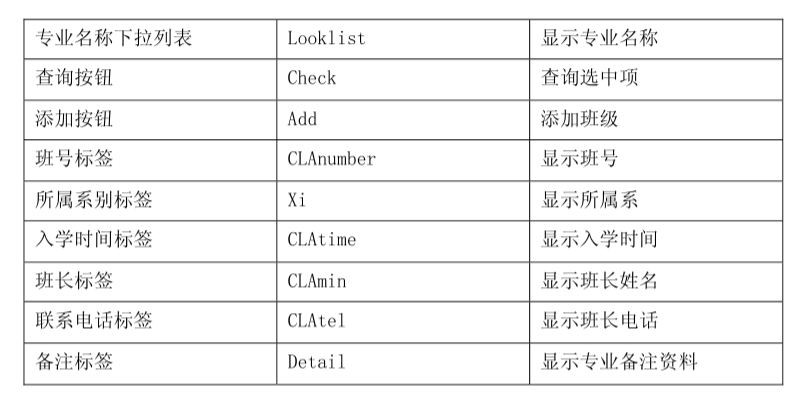 专业名称下拉列表 Looklist 显示专业名称
查询按钮 Check 查询选中项
添加按钮 Add 添加班级
班号标签 CLAnumber 显示班号
所属系别标签 Xi 显示所属系
入学时间标签 CLAtime 显示入学时间
班长标签 CLAmin 显示班长姓名
联系电话标签 CLAtel 显示班长电话
备注标签 Detail 显示专业备注资料